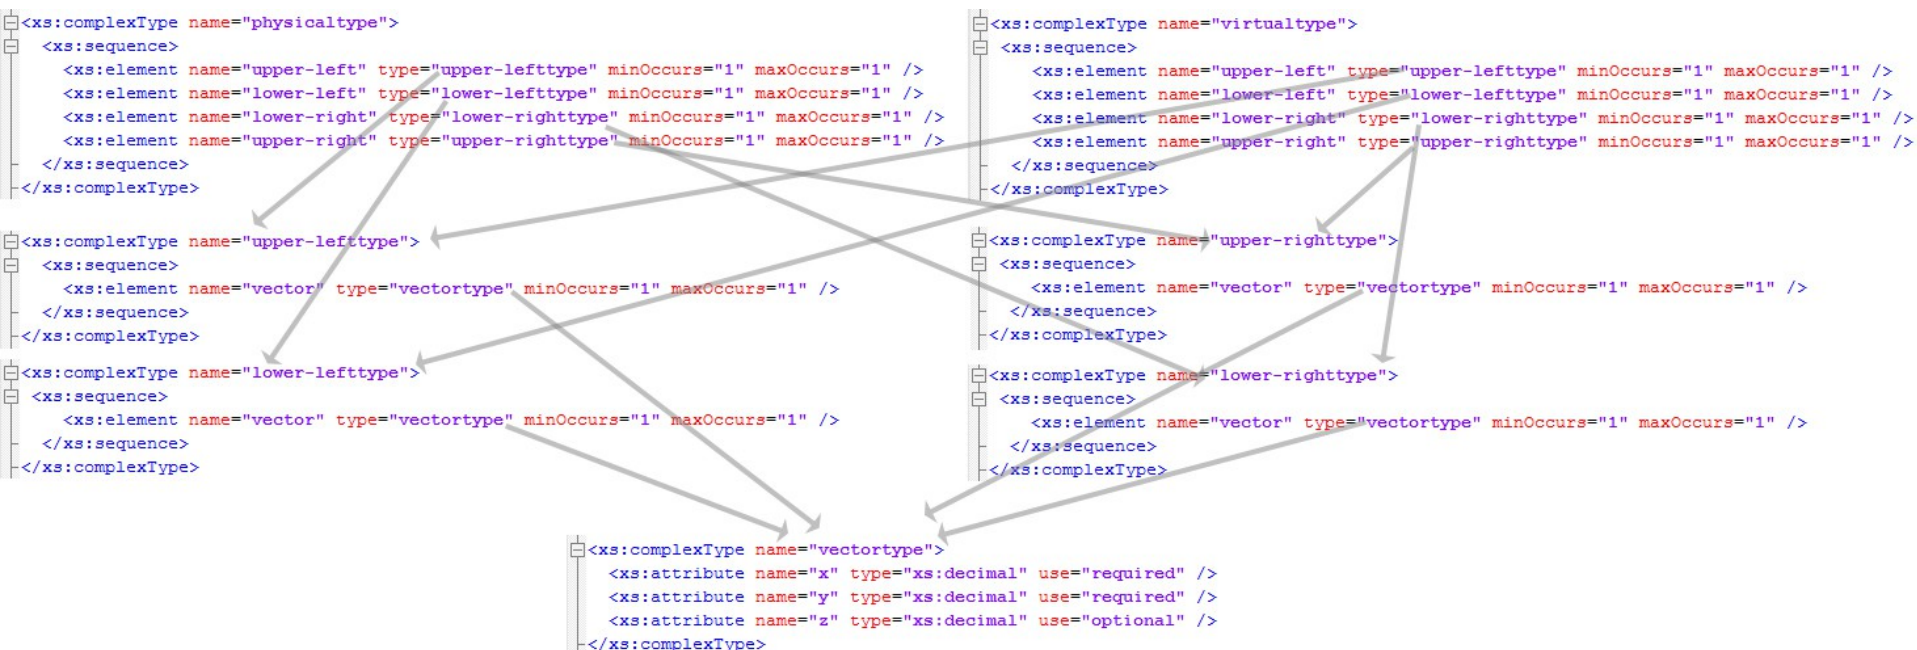 <xs:complexType name="physicaltype">
<xs:sequence>
<xs:element name="upper-left" type="upper-lefttype" minOccurs="1" maxOccurs="1" />
<xs:element name="lower-left" type="lower-lefttype" minOccurs="1" maxOccurs="1" />
<xs:element name="lower-right" type="lower-righttype" minOccurs="1" maxOccurs="1" />
<xs:element name="upper-right" type="upper-righttype" minOccurs="1" maxOccurs="1" />
</xs:sequence>
</xs:complexType>
<xs:complexType name="virtualtype">
<xs:sequence>
<xs:element name="upper-left" type="upper-lefttype" minOccurs="1" maxOccurs="1" />
<xs:element name="lower-left" type="lower-lefttype" minOccurs="1" maxOccurs="1" />
<xs:element name="lower-right" type="lower-righttype" minOccurs="1" maxOccurs="1" />
<xs:element name="upper-right" type="upper-righttype" minOccurs="1" maxOccurs="1" />
</xs:sequence>
</xs:complexType>
<xs:complexType name="upper-lefttype">
<xs:sequence>
<xs:element name="vector" type="vectortype" minOccurs="1" maxOccurs="1" />
</xs:sequence>
</xs:complexType>
<xs:complexType name="upper-righttype">
<xs:sequence>
<xs:element name="vector" type="vectortype" minOccurs="1" maxOccurs="1" />
</xs:sequence>
</xs:complexType>
<xs:complexType name="lower-lefttype">
<xs:sequence>
<xs:element name="vector" type="vectortype" minOccurs="1" maxOccurs="1" />
</xs:sequence>
</xs:complexType>
<xs:complexType name="lower-righttype">
<xs:sequence>
<xs:element name="vector" type="vectortype" minOccurs="1" maxOccurs="1" />
</xs:sequence>
</xs:complexType>
<xs:complexType name="vectortype">
<xs:attribute name="x" type="xs:decimal" use="required" />
<xs:attribute name="y" type="xs:decimal" use="required" />
<xs:attribute name="z" type="xs:decimal" use="optional" />
</xs:complexType>